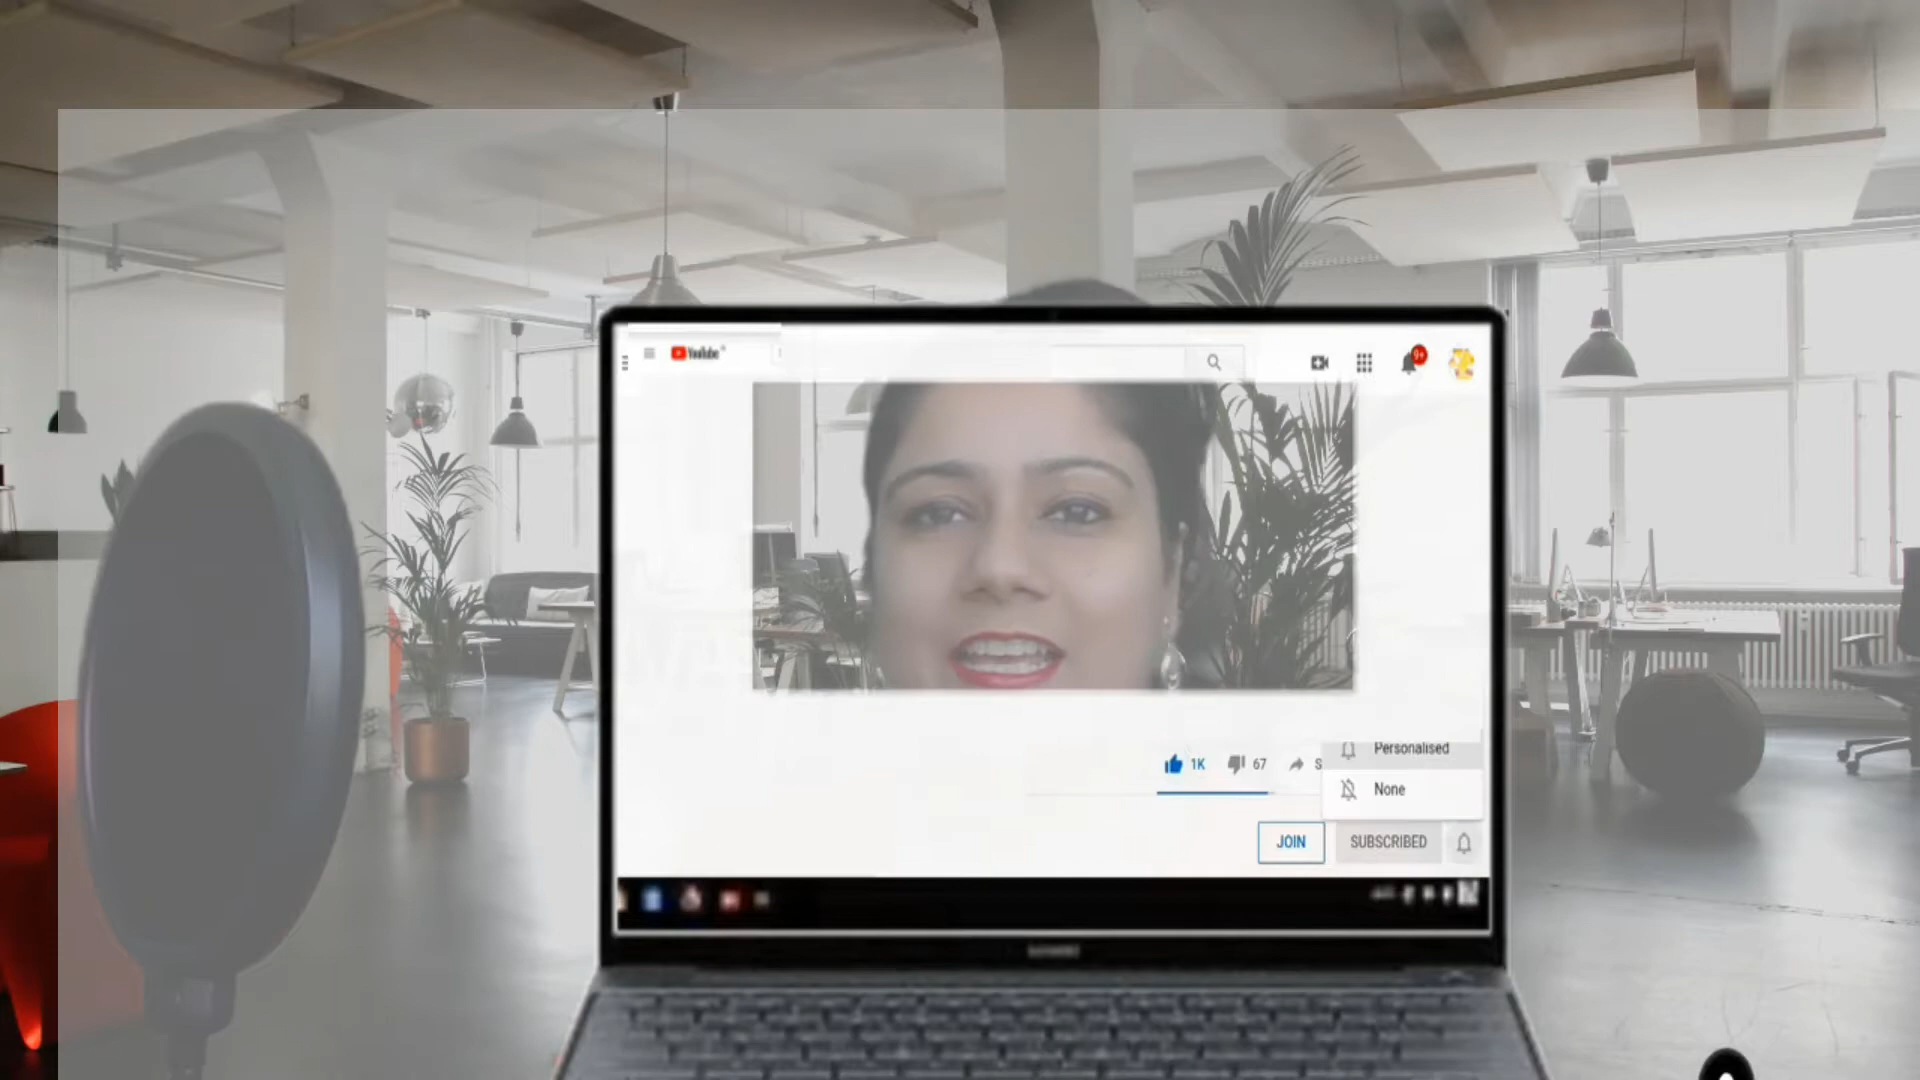 YouTube
9+
Personalised
1K 67 S
None
JOIN SUBSCRIBED